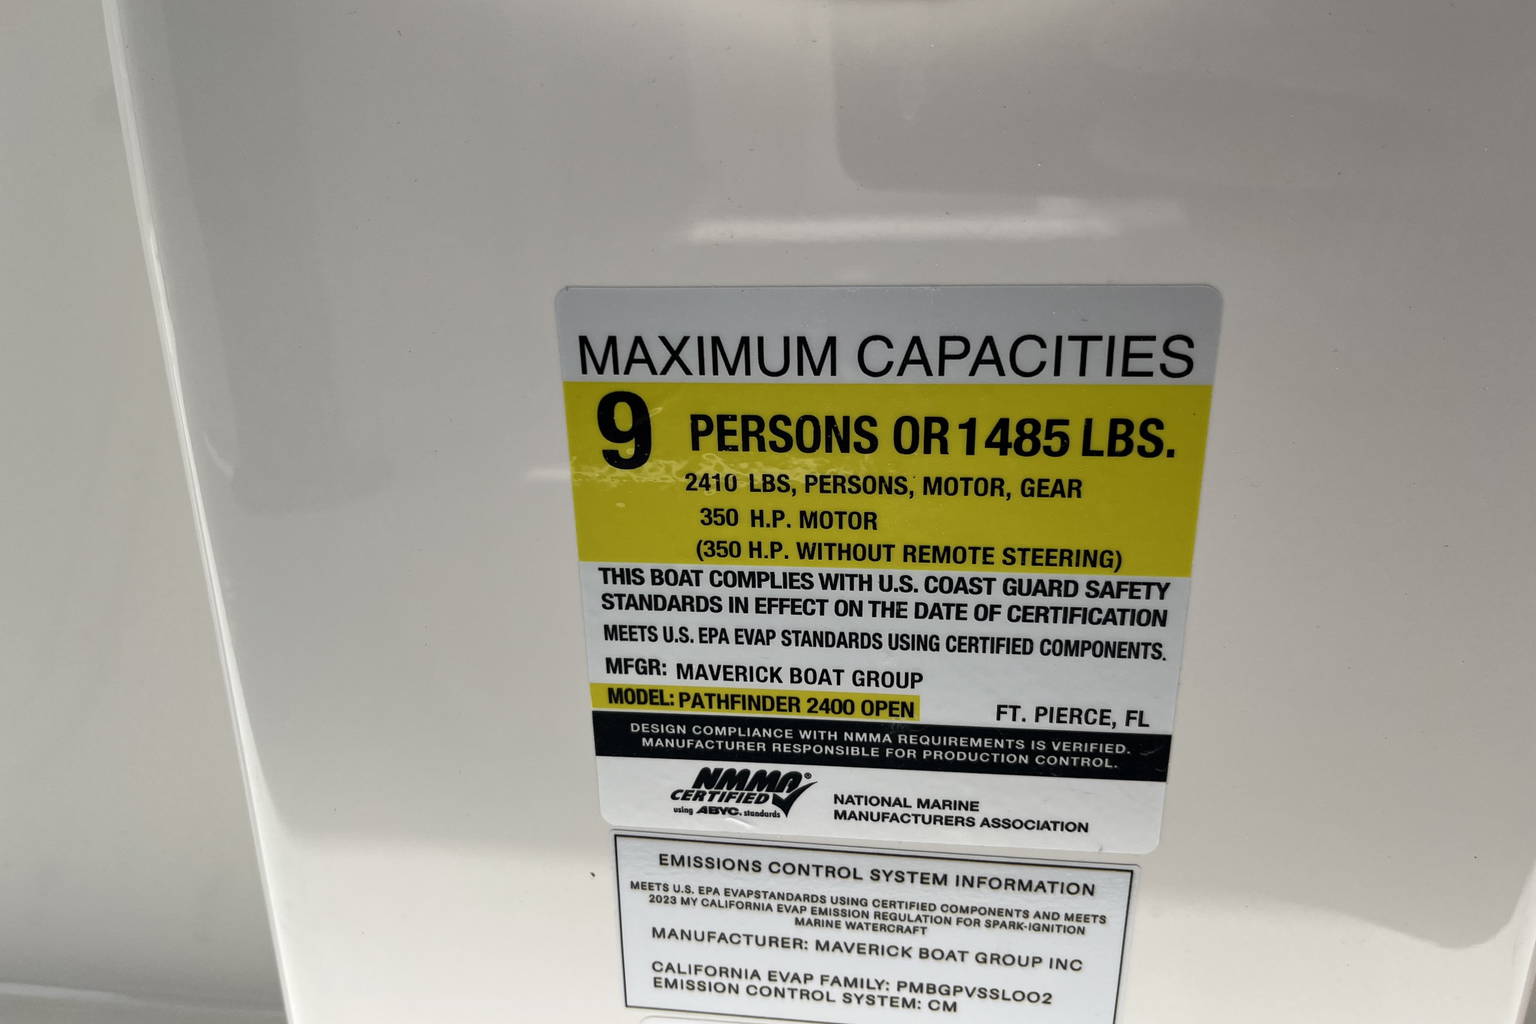 MAXIMUM CAPACITIES
9 PERSONS OR 1485 LBS.
2410 LBS, PERSONS, MOTOR, GEAR
350 H.P. MOTOR
(350 H.P. WITHOUT REMOTE STEERING)
THIS BOAT COMPLIES WITH U.S. COAST GUARD SAFETY
STANDARDS IN EFFECT ON THE DATE OF CERTIFICATION
MEETS U.S. EPA EVAP STANDARDS USING CERTIFIED COMPONENTS.
MFGR: MAVERICK BOAT GROUP
MODEL: PATHFINDER 2400 OPEN
FT. PIERCE, FL
DESIGN COMPLIANCE WITH NMMA REQUIREMENTS IS VERIFIED.
MANUFACTURER RESPONSIBLE FOR PRODUCTION CONTROL.
NMMA®
CERTIFIED
using ABYC. standards
NATIONAL MARINE
MANUFACTURERS ASSOCIATION
EMISSIONS CONTROL SYSTEM INFORMATION
MEETS U.S. EPA EVAPSTANDARDS USING CERTIFIED COMPONENTS AND MEETS
2023 MY CALIFORNIA EVAP EMISSION REGULATION FOR SPARK-IGNITION
MARINE WATERCRAFT
MANUFACTURER: MAVERICK BOAT GROUP INC
CALIFORNIA EVAP FAMILY: PMBGPVSSLOO2
EMISSION CONTROL SYSTEM: CM